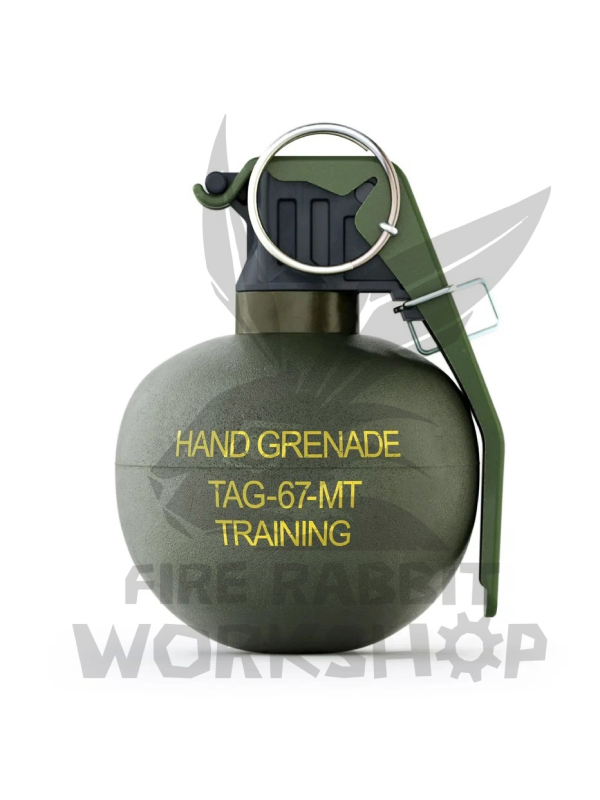 HAND GRENADE
TAG-67-MT
TRAINING
FIRE RABBIT
WORKSHOP